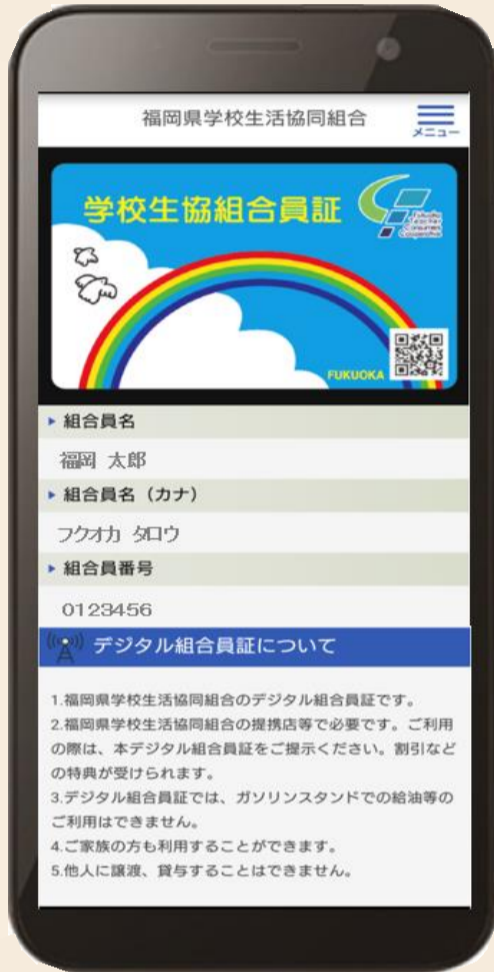 福岡県学校生活協同組合
メニュー
学校生協組合員証
Fukuoka
School Teacher
Consumers
Cooperative
FUKUOKA
組合員名
福岡 太郎
組合員名（カナ）
フクオカ タロウ
組合員番号
0123456
デジタル組合員証について
1.福岡県学校生活協同組合のデジタル組合員証です。
2.福岡県学校生活協同組合の提携店等で必要です。ご利用
の際は、本デジタル組合員証をご提示ください。割引など
の特典が受けられます。
3.デジタル組合員証では、ガソリンスタンドでの給油等の
ご利用はできません。
4.ご家族の方も利用することができます。
5.他人に譲渡、貸与することはできません。